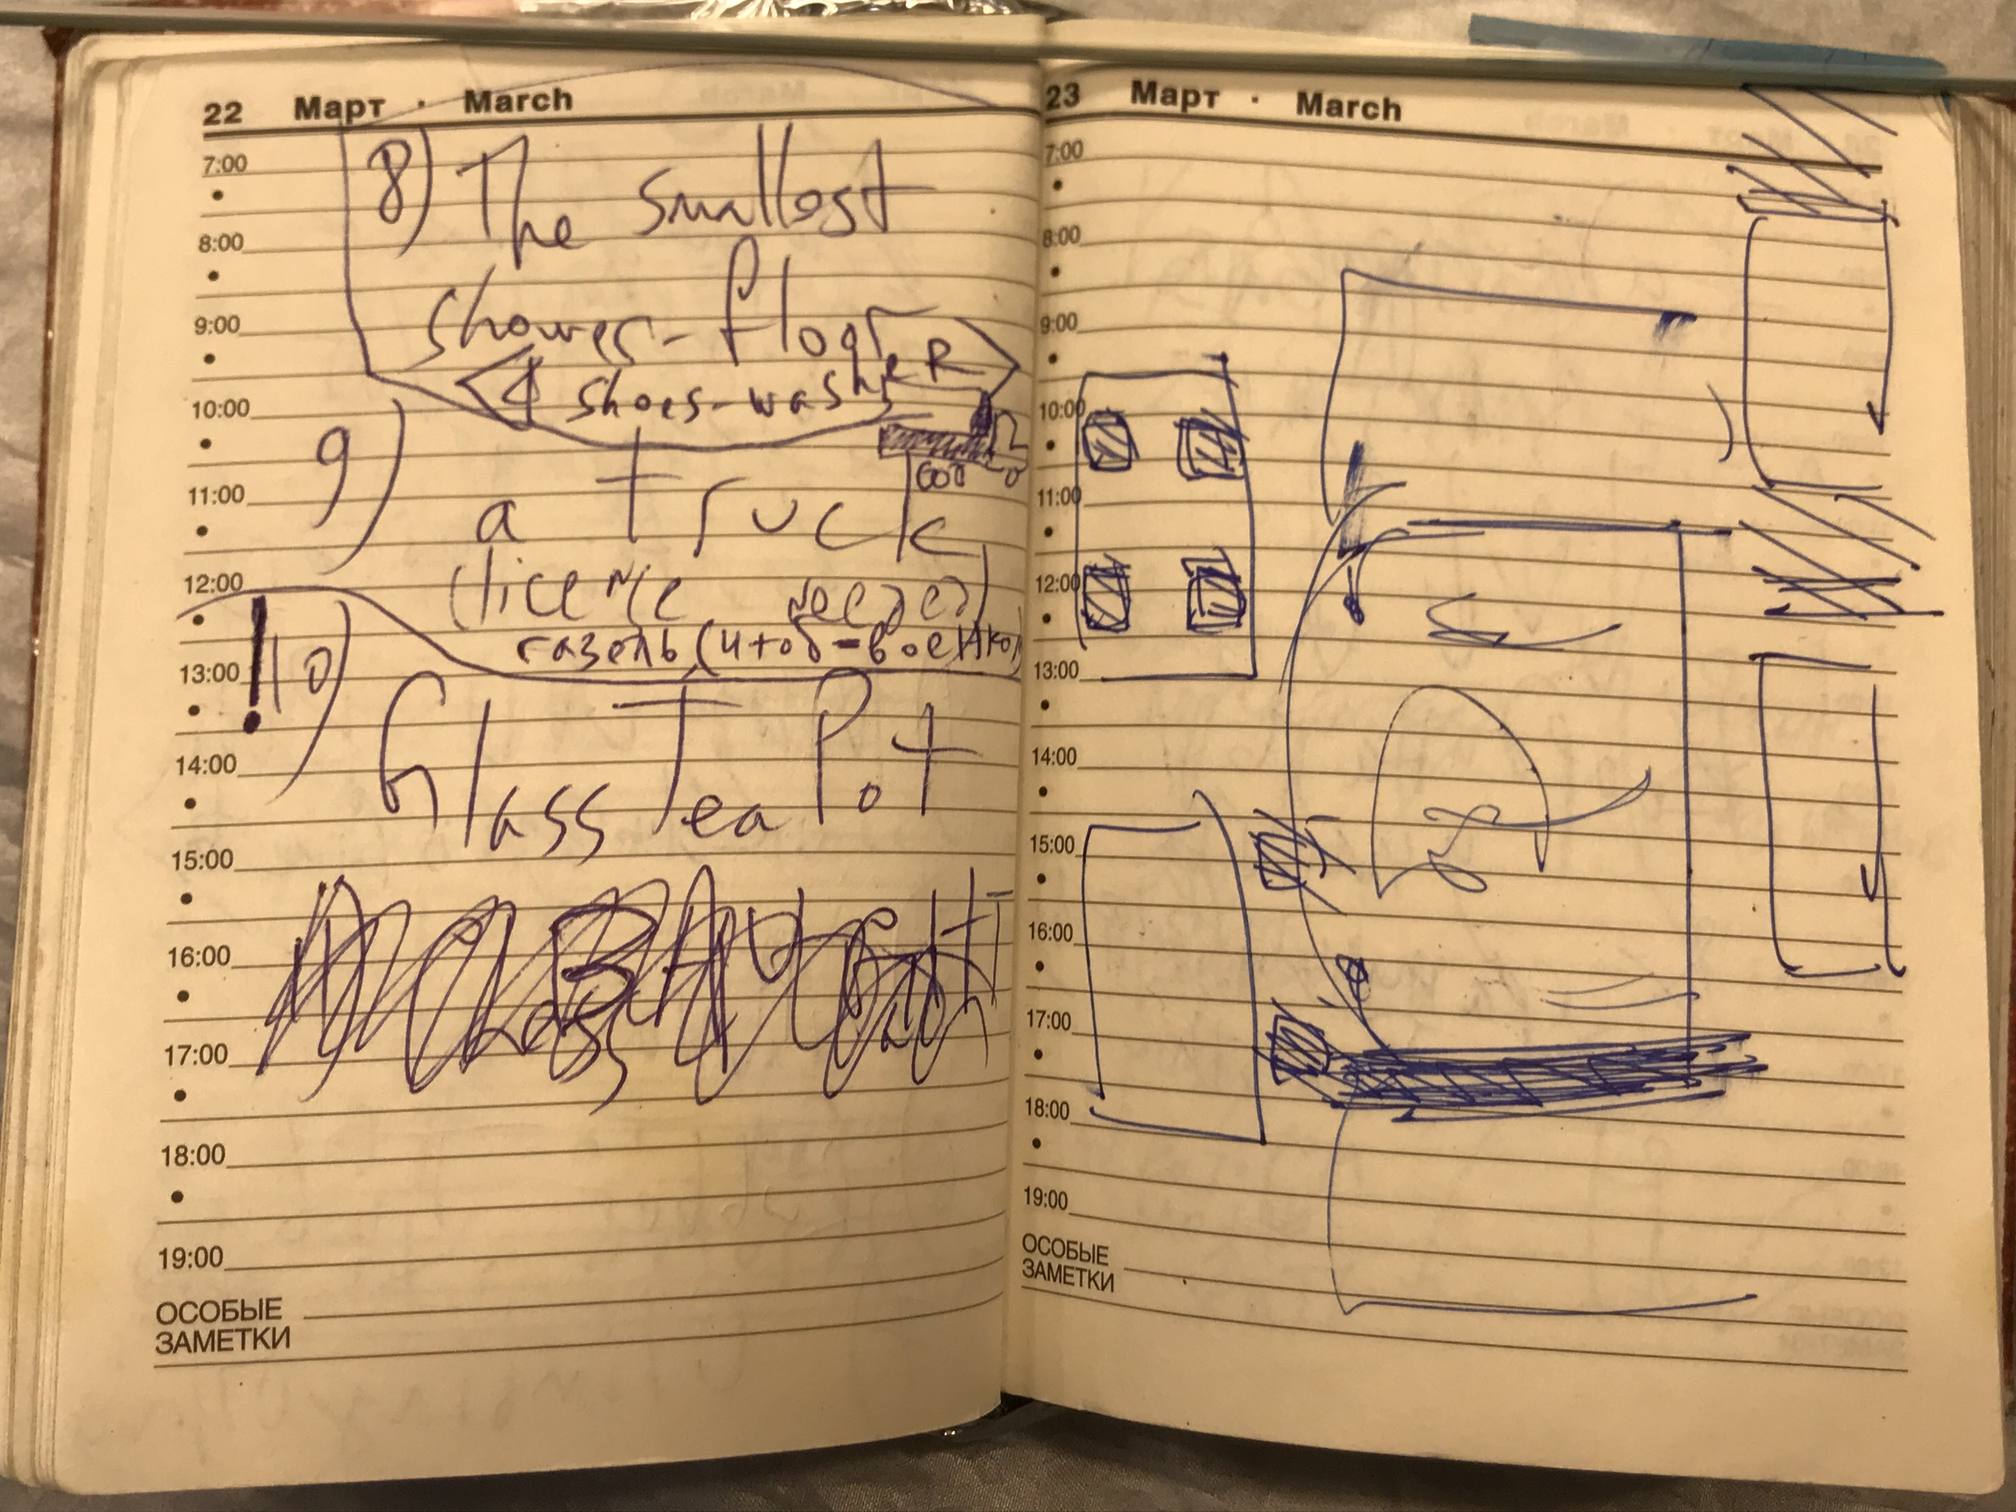 22 Март · March
7:00
8) The smallest
8:00
shower-floor
9:00
shoes-washeR
10:00
9)
a truck
600
11:00
(licence needed)
12:00
газель (чтоб-военком)
!10)
13:00
Glass Tea Pot
14:00
15:00
16:00
17:00
18:00
19:00
ОСОБЫЕ
ЗАМЕТКИ
23 Март · March
7:00
8:00
9:00
10:00
11:00
12:00
13:00
14:00
15:00
16:00
17:00
18:00
19:00
ОСОБЫЕ
ЗАМЕТКИ